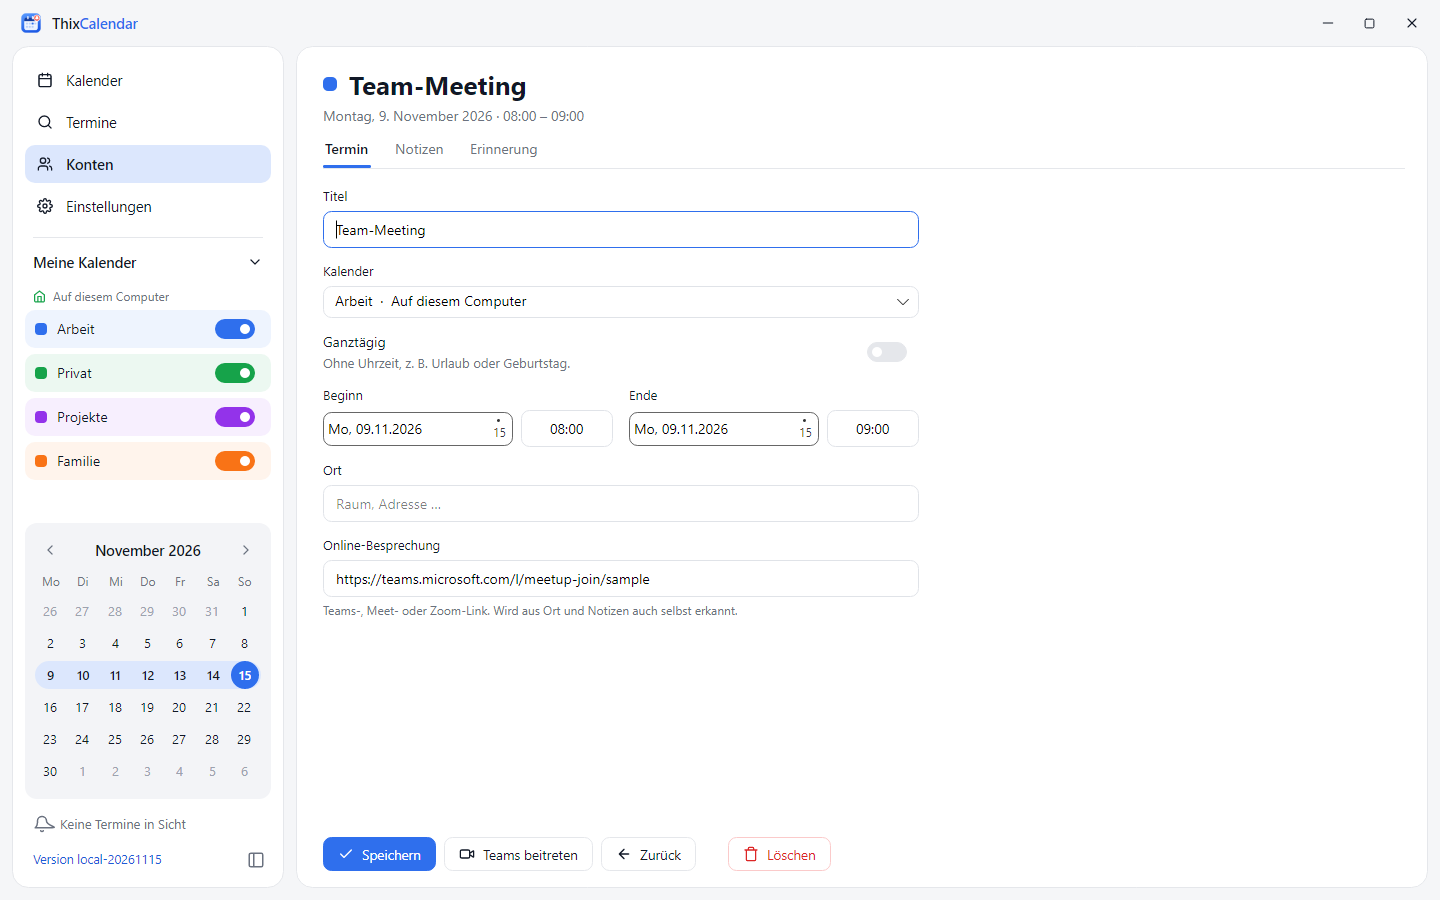 ThixCalendar
Kalender
Termine
Konten
Einstellungen
Meine Kalender
Auf diesem Computer
Arbeit
Privat
Projekte
Familie
November 2026
Mo Di Mi Do Fr Sa So
26 27 28 29 30 31 1
2 3 4 5 6 7 8
9 10 11 12 13 14 15
16 17 18 19 20 21 22
23 24 25 26 27 28 29
30 1 2 3 4 5 6
Keine Termine in Sicht
Version local-20261115
Team-Meeting
Montag, 9. November 2026 · 08:00 – 09:00
Termin Notizen Erinnerung
Titel
Team-Meeting
Kalender
Arbeit · Auf diesem Computer
Ganztägig
Ohne Uhrzeit, z. B. Urlaub oder Geburtstag.
Beginn Ende
Mo, 09.11.2026 15 08:00 Mo, 09.11.2026 15 09:00
Ort
Raum, Adresse ...
Online-Besprechung
https://teams.microsoft.com/l/meetup-join/sample
Teams-, Meet- oder Zoom-Link. Wird aus Ort und Notizen auch selbst erkannt.
Speichern Teams beitreten Zurück Löschen